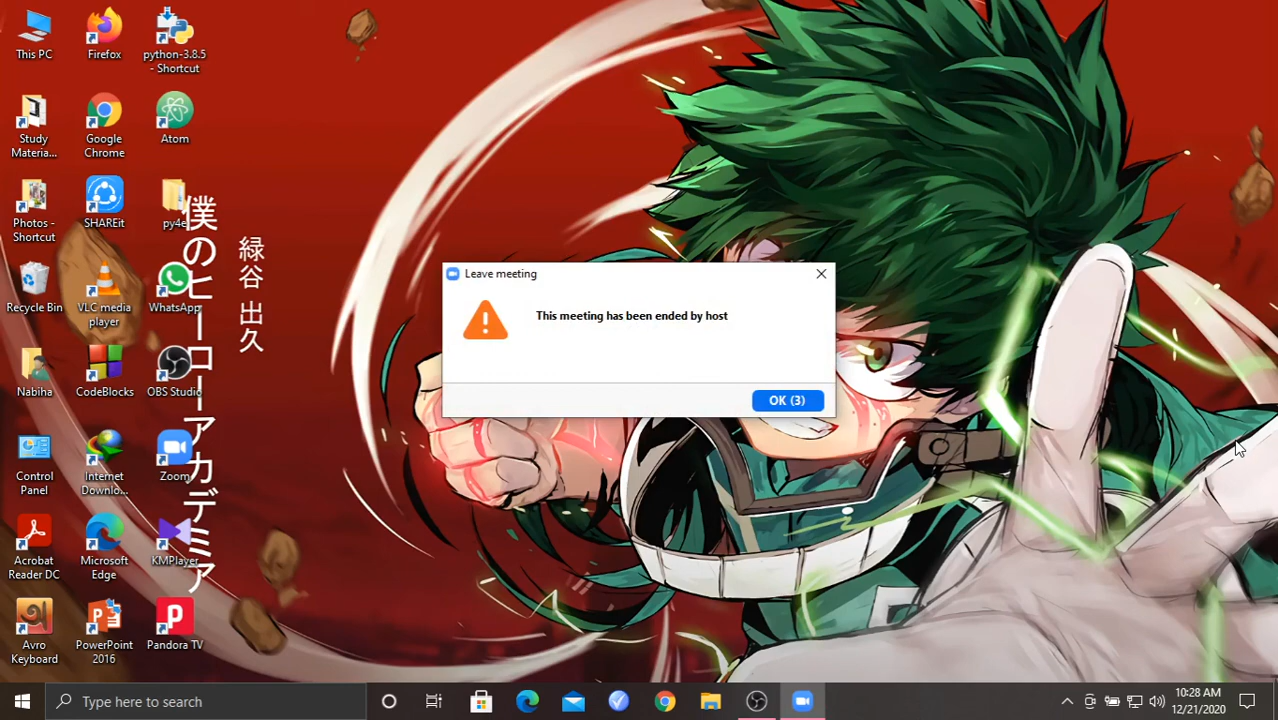 This PC
Firefox
python-3.8.5
- Shortcut
Study
Materia...
Google
Chrome
Atom
Photos -
Shortcut
SHAREit
py4e
Recycle Bin
VLC media
player
WhatsApp
Nabiha
CodeBlocks
OBS Studio
Control
Panel
Internet
Downlo...
Zoom
Acrobat
Reader DC
Microsoft
Edge
KMPlayer
Avro
Keyboard
PowerPoint
2016
Pandora TV
僕のヒーローアカデミア
緑谷 出久
Leave meeting
This meeting has been ended by host
OK (3)
Type here to search
10:28 AM
12/21/2020